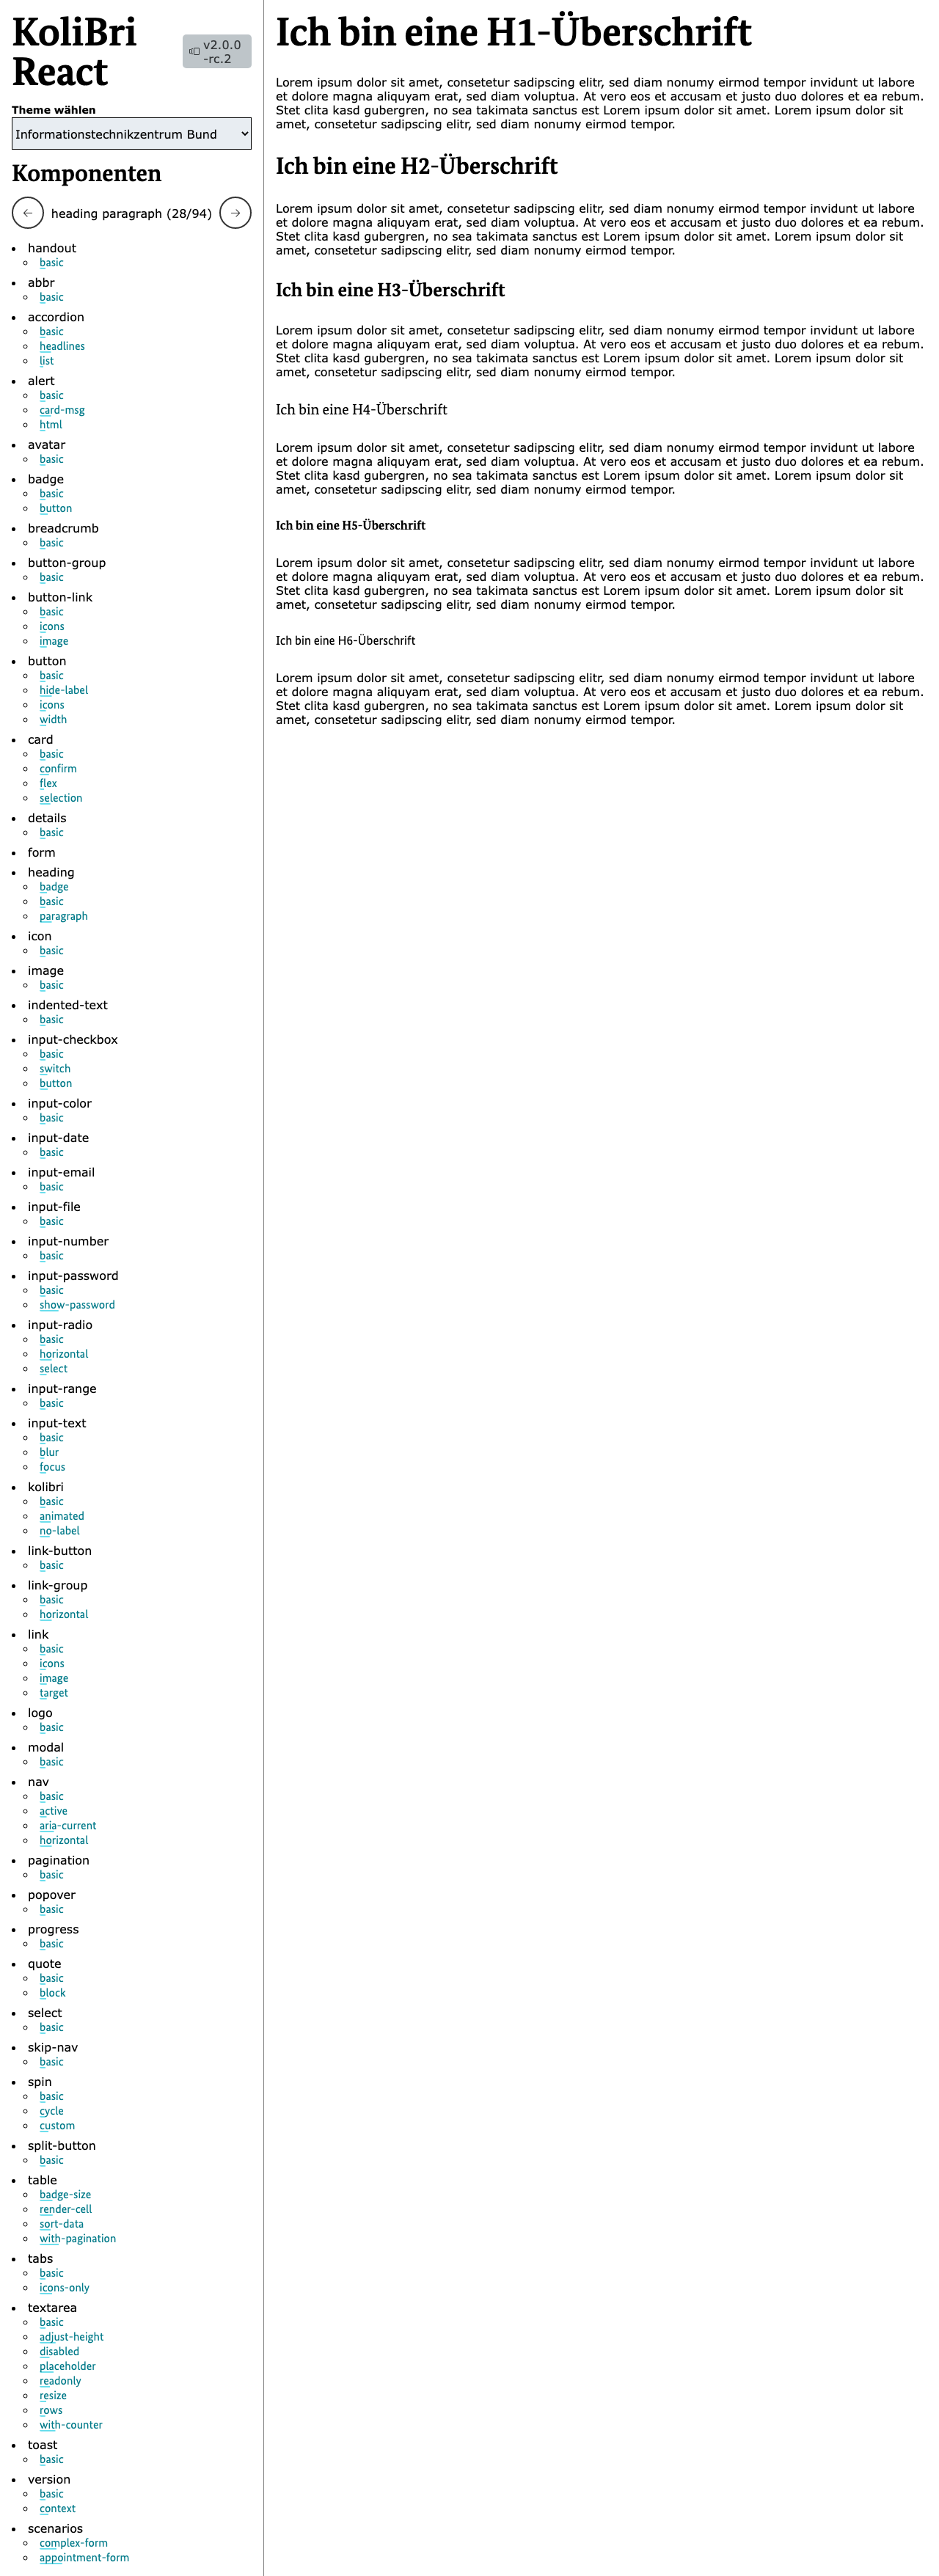 KoliBri
React
v2.0.0
-rc.2
Theme wählen
Informationstechnikzentrum Bund
Komponenten
← heading paragraph (28/94) →
handout
basic
abbr
basic
accordion
basic
headlines
list
alert
basic
card-msg
html
avatar
basic
badge
basic
button
breadcrumb
basic
button-group
basic
button-link
basic
icons
image
button
basic
hide-label
icons
width
card
basic
confirm
flex
selection
details
basic
form
heading
badge
basic
paragraph
icon
basic
image
basic
indented-text
basic
input-checkbox
basic
switch
button
input-color
basic
input-date
basic
input-email
basic
input-file
basic
input-number
basic
input-password
basic
show-password
input-radio
basic
horizontal
select
input-range
basic
input-text
basic
blur
focus
kolibri
basic
animated
no-label
link-button
basic
link-group
basic
horizontal
link
basic
icons
image
target
logo
basic
modal
basic
nav
basic
active
aria-current
horizontal
pagination
basic
popover
basic
progress
basic
quote
basic
block
select
basic
skip-nav
basic
spin
basic
cycle
custom
split-button
basic
table
badge-size
render-cell
sort-data
with-pagination
tabs
basic
icons-only
textarea
basic
adjust-height
disabled
placeholder
readonly
resize
rows
with-counter
toast
basic
version
basic
context
scenarios
complex-form
appointment-form
Ich bin eine H1-Überschrift
Lorem ipsum dolor sit amet, consetetur sadipscing elitr, sed diam nonumy eirmod tempor invidunt ut labore
et dolore magna aliquyam erat, sed diam voluptua. At vero eos et accusam et justo duo dolores et ea rebum.
Stet clita kasd gubergren, no sea takimata sanctus est Lorem ipsum dolor sit amet. Lorem ipsum dolor sit
amet, consetetur sadipscing elitr, sed diam nonumy eirmod tempor.
Ich bin eine H2-Überschrift
Lorem ipsum dolor sit amet, consetetur sadipscing elitr, sed diam nonumy eirmod tempor invidunt ut labore
et dolore magna aliquyam erat, sed diam voluptua. At vero eos et accusam et justo duo dolores et ea rebum.
Stet clita kasd gubergren, no sea takimata sanctus est Lorem ipsum dolor sit amet. Lorem ipsum dolor sit
amet, consetetur sadipscing elitr, sed diam nonumy eirmod tempor.
Ich bin eine H3-Überschrift
Lorem ipsum dolor sit amet, consetetur sadipscing elitr, sed diam nonumy eirmod tempor invidunt ut labore
et dolore magna aliquyam erat, sed diam voluptua. At vero eos et accusam et justo duo dolores et ea rebum.
Stet clita kasd gubergren, no sea takimata sanctus est Lorem ipsum dolor sit amet. Lorem ipsum dolor sit
amet, consetetur sadipscing elitr, sed diam nonumy eirmod tempor.
Ich bin eine H4-Überschrift
Lorem ipsum dolor sit amet, consetetur sadipscing elitr, sed diam nonumy eirmod tempor invidunt ut labore
et dolore magna aliquyam erat, sed diam voluptua. At vero eos et accusam et justo duo dolores et ea rebum.
Stet clita kasd gubergren, no sea takimata sanctus est Lorem ipsum dolor sit amet. Lorem ipsum dolor sit
amet, consetetur sadipscing elitr, sed diam nonumy eirmod tempor.
Ich bin eine H5-Überschrift
Lorem ipsum dolor sit amet, consetetur sadipscing elitr, sed diam nonumy eirmod tempor invidunt ut labore
et dolore magna aliquyam erat, sed diam voluptua. At vero eos et accusam et justo duo dolores et ea rebum.
Stet clita kasd gubergren, no sea takimata sanctus est Lorem ipsum dolor sit amet. Lorem ipsum dolor sit
amet, consetetur sadipscing elitr, sed diam nonumy eirmod tempor.
Ich bin eine H6-Überschrift
Lorem ipsum dolor sit amet, consetetur sadipscing elitr, sed diam nonumy eirmod tempor invidunt ut labore
et dolore magna aliquyam erat, sed diam voluptua. At vero eos et accusam et justo duo dolores et ea rebum.
Stet clita kasd gubergren, no sea takimata sanctus est Lorem ipsum dolor sit amet. Lorem ipsum dolor sit
amet, consetetur sadipscing elitr, sed diam nonumy eirmod tempor.